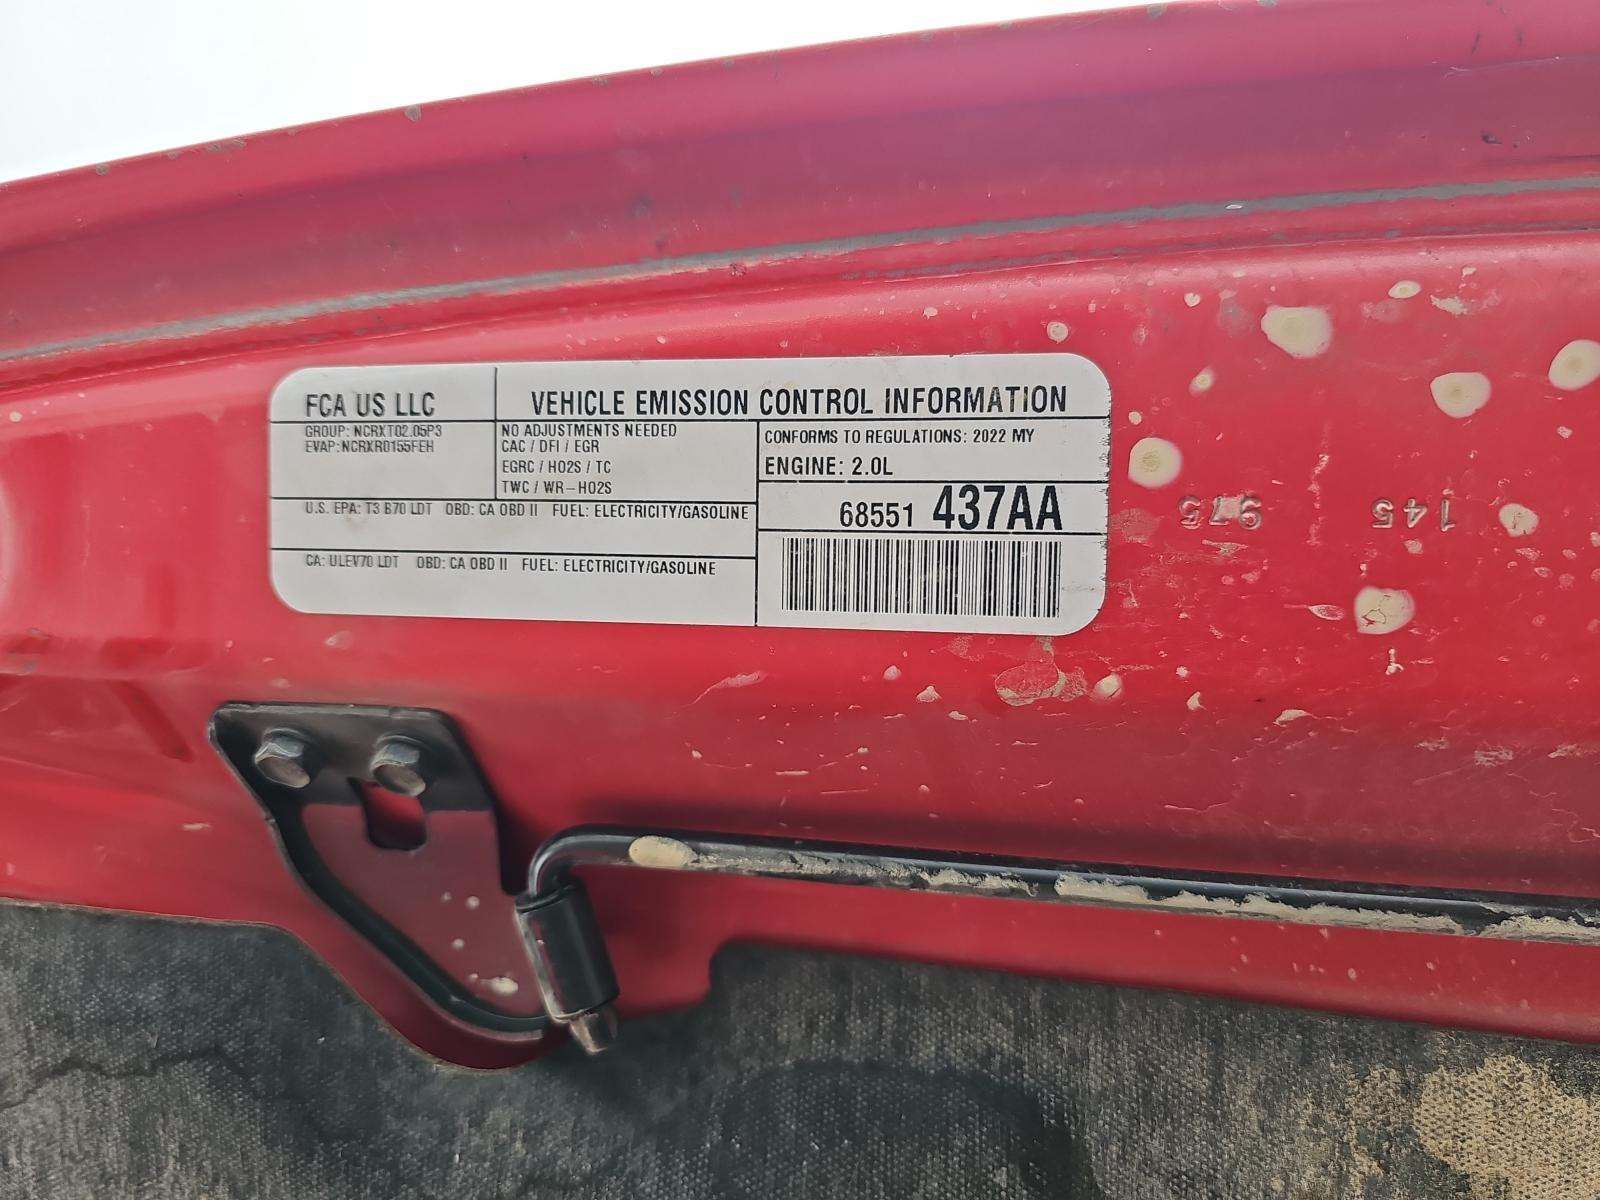 FCA US LLC
VEHICLE EMISSION CONTROL INFORMATION
GROUP: NCRXT02.05P3
EVAP: NCRXR0155FEH
NO ADJUSTMENTS NEEDED
CAC / DFI / EGR
EGRC / HO2S / TC
TWC / WR-HO2S
CONFORMS TO REGULATIONS: 2022 MY
ENGINE: 2.0L
68551 437AA
U.S. EPA: T3 B70 LDT OBD: CA OBD II FUEL: ELECTRICITY/GASOLINE
CA: ULEV70 LDT OBD: CA OBD II FUEL: ELECTRICITY/GASOLINE
145 975